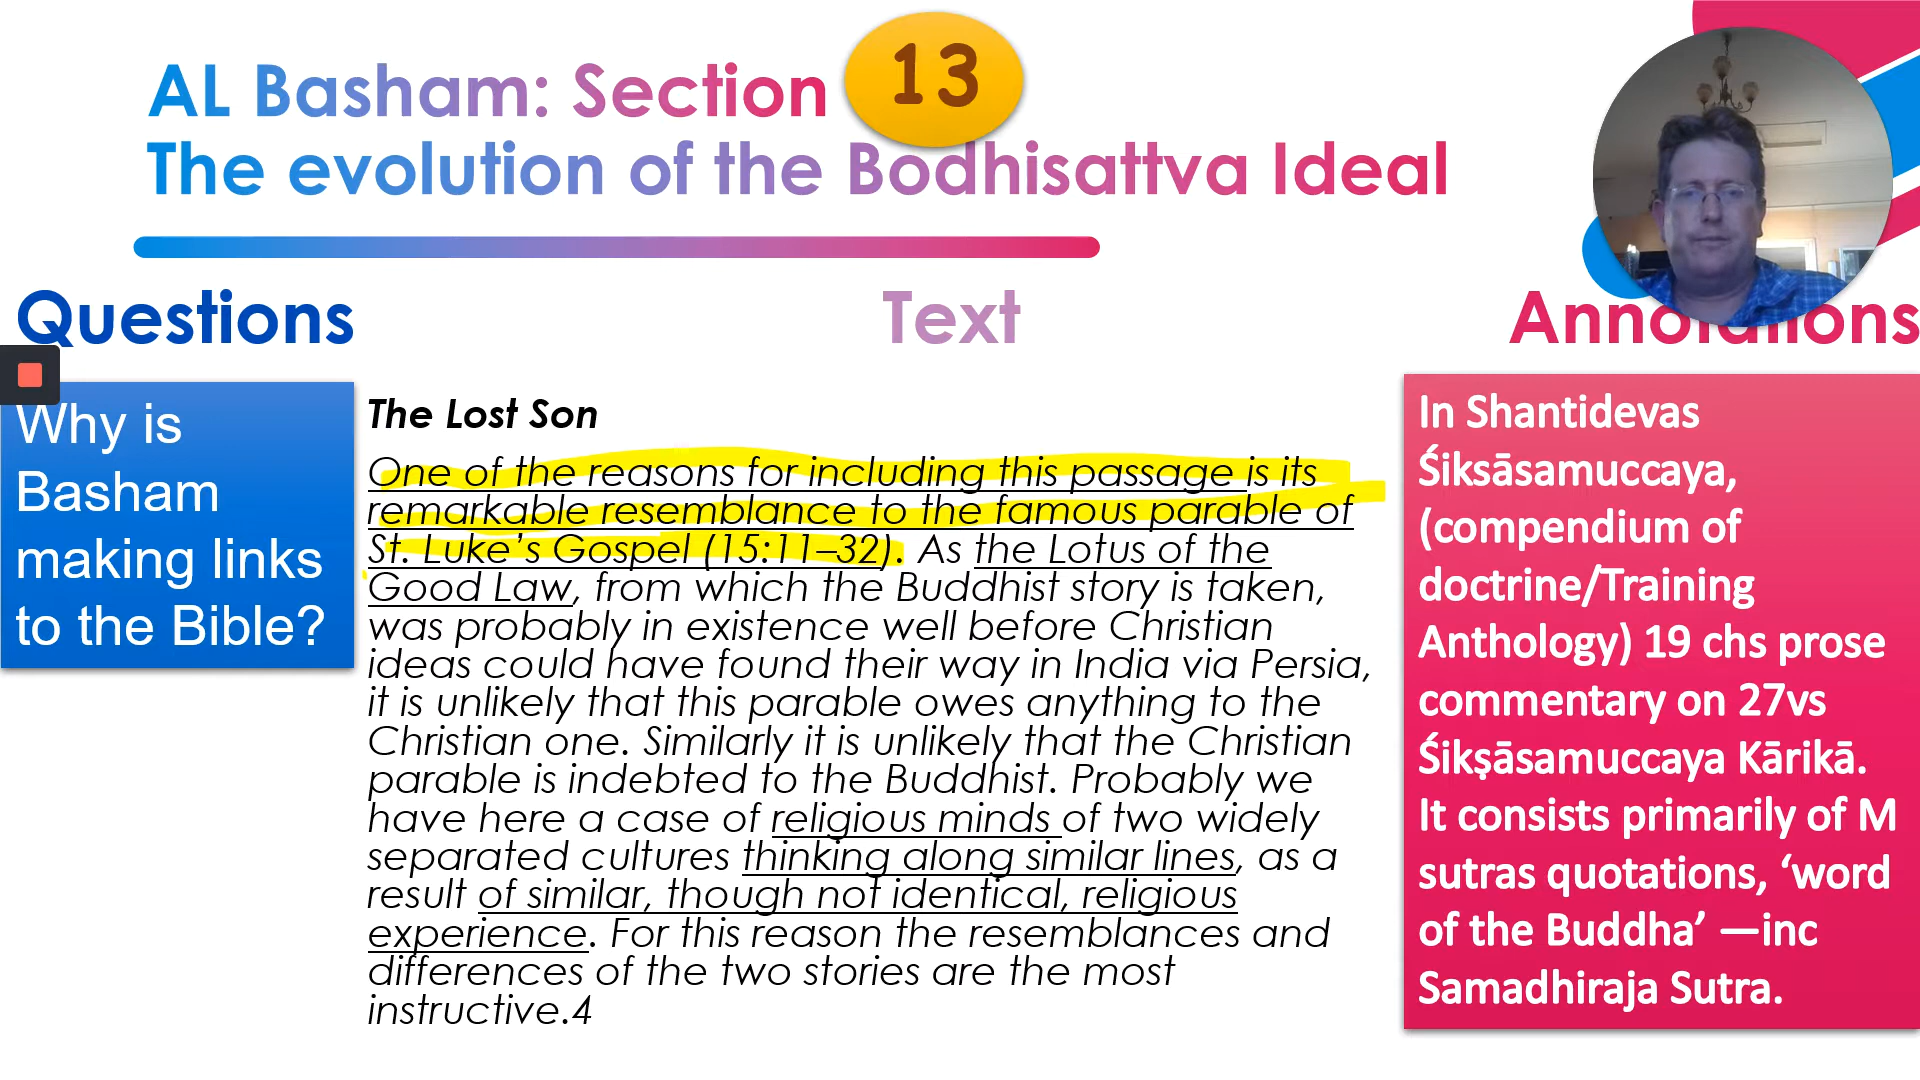 AL Basham: Section 13
The evolution of the Bodhisattva Ideal
Questions
Text
Annotations
Why is
Basham
making links
to the Bible?
The Lost Son
One of the reasons for including this passage is its
remarkable resemblance to the famous parable of
St. Luke’s Gospel (15:11–32). As the Lotus of the
Good Law, from which the Buddhist story is taken,
was probably in existence well before Christian
ideas could have found their way in India via Persia,
it is unlikely that this parable owes anything to the
Christian one. Similarly it is unlikely that the Christian
parable is indebted to the Buddhist. Probably we
have here a case of religious minds of two widely
separated cultures thinking along similar lines, as a
result of similar, though not identical, religious
experience. For this reason the resemblances and
differences of the two stories are the most
instructive.4
In Shantidevas
Śiksāsamuccaya,
(compendium of
doctrine/Training
Anthology) 19 chs prose
commentary on 27vs
Śikṣāsamuccaya Kārikā.
It consists primarily of M
sutras quotations, ‘word
of the Buddha’ —inc
Samadhiraja Sutra.